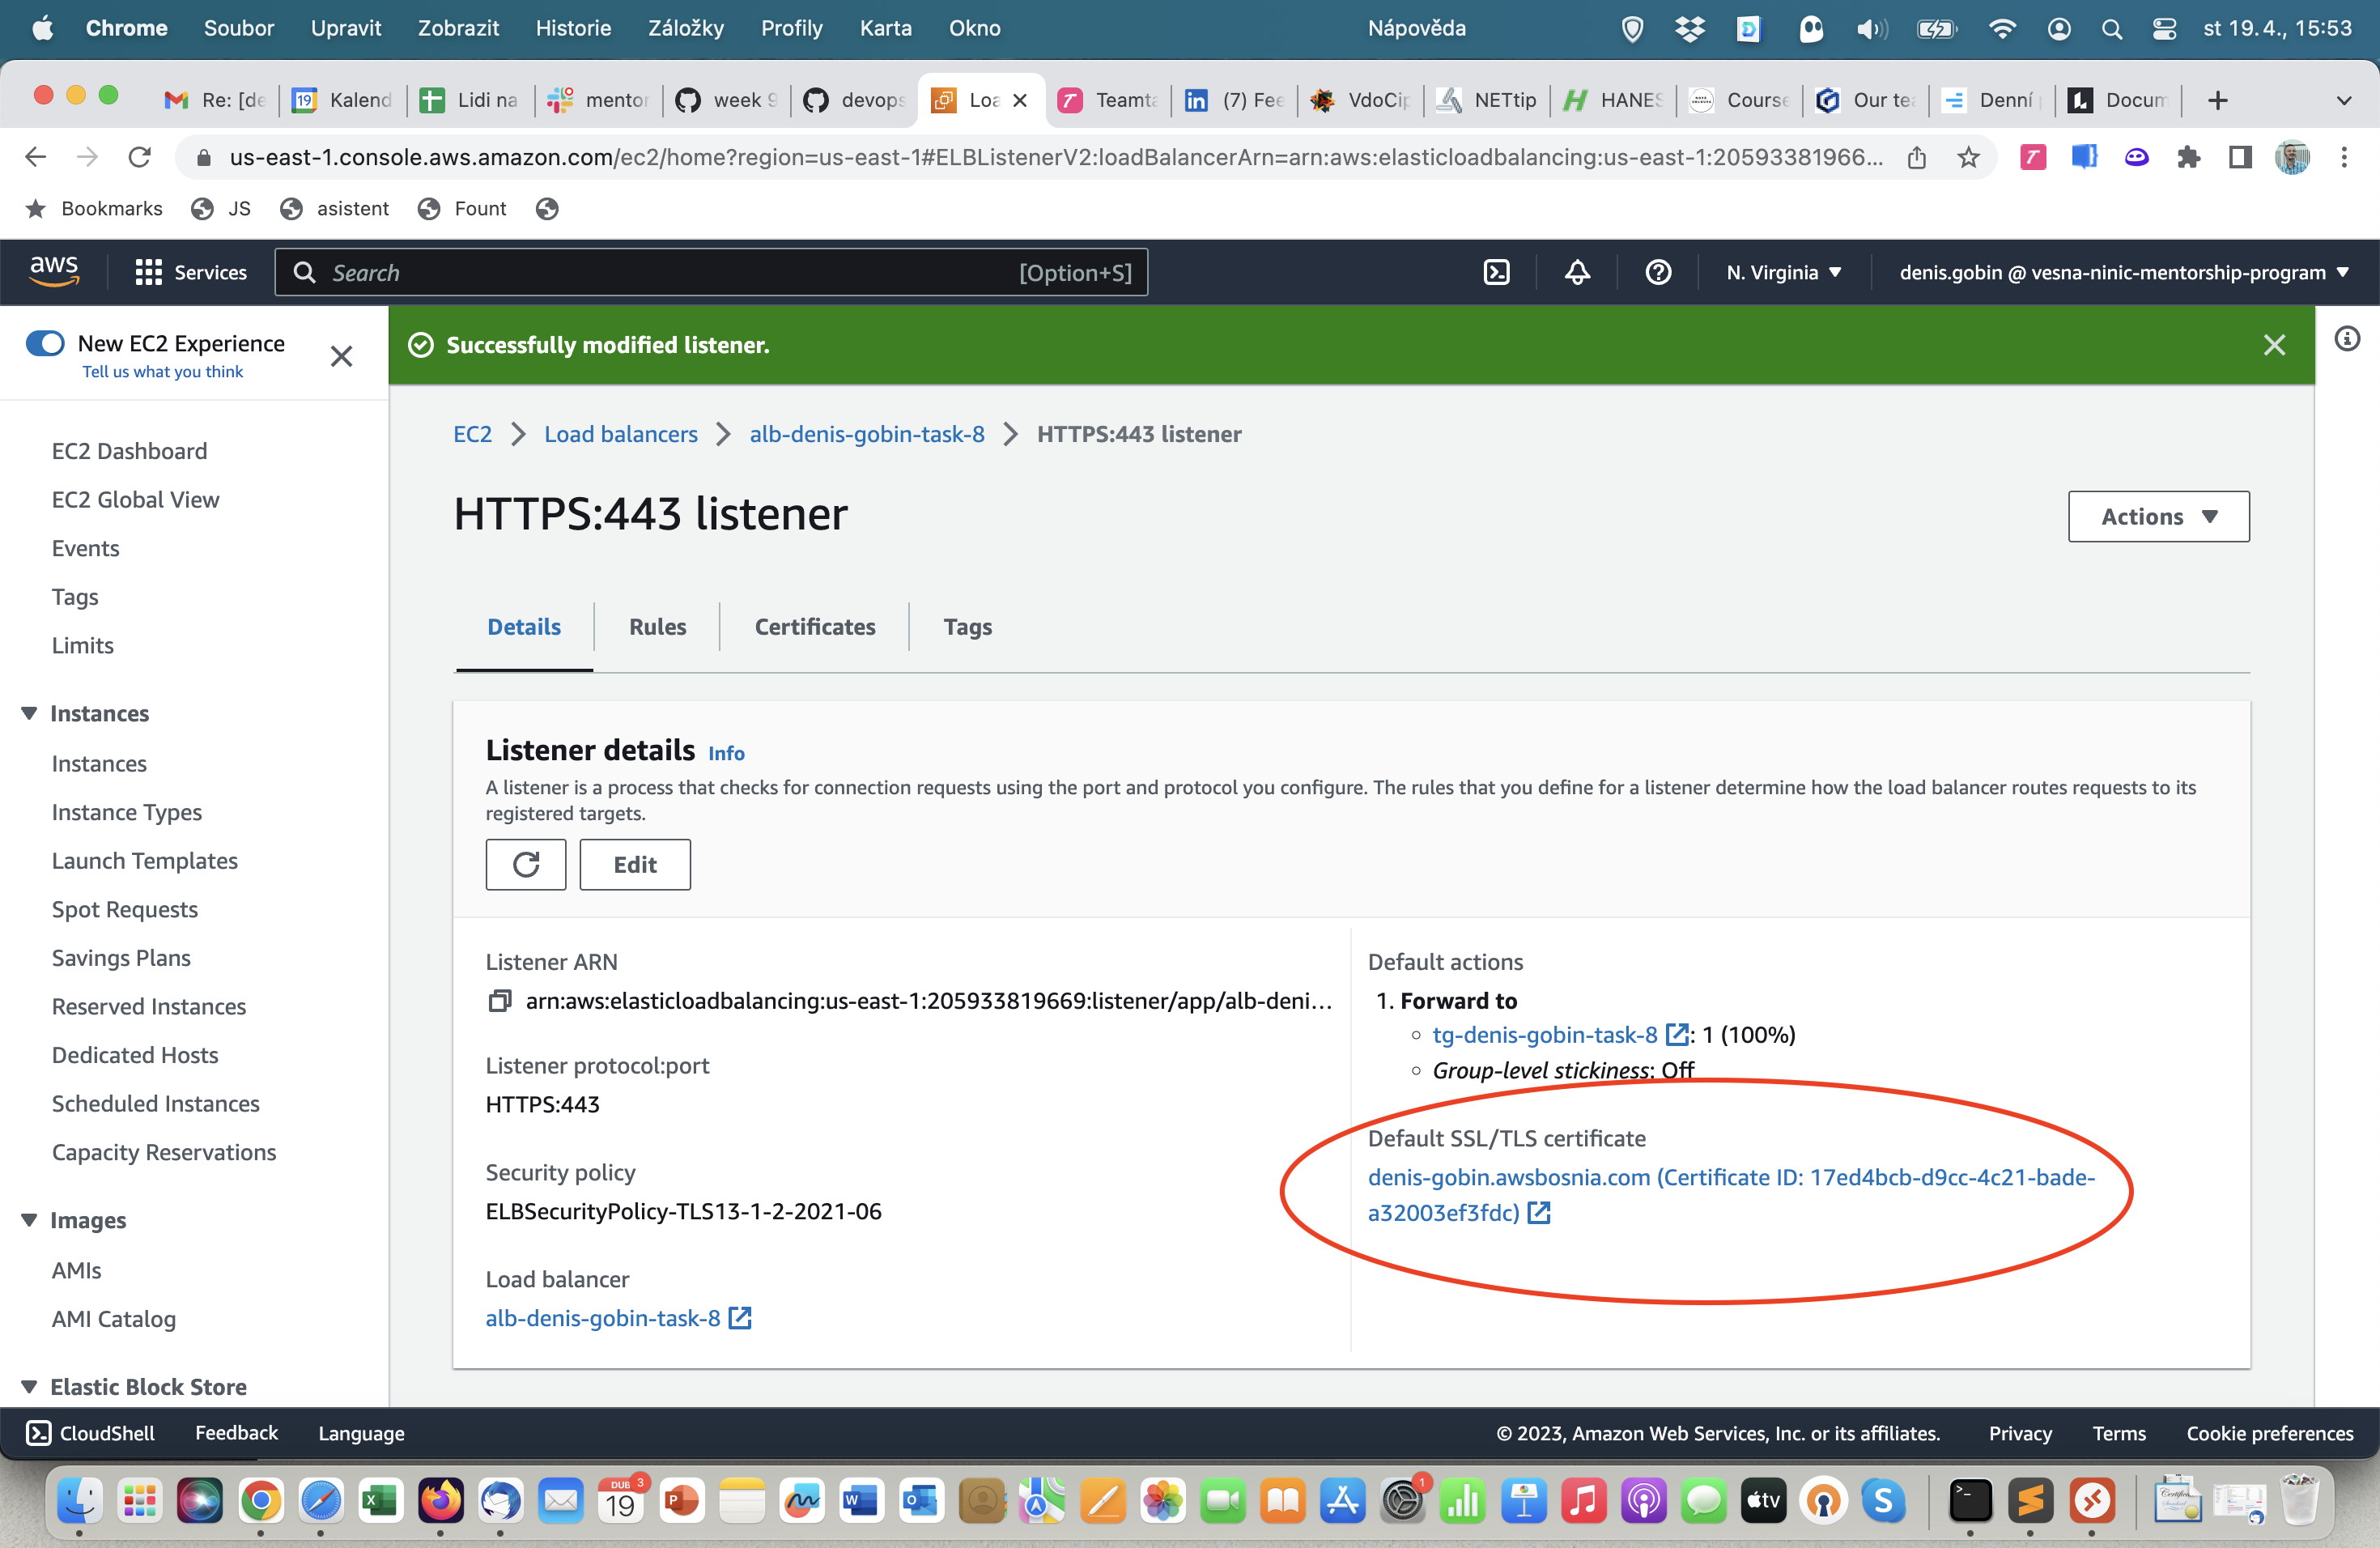 Chrome Soubor Upravit Zobrazit Historie Záložky Profily Karta Okno Nápověda st 19.4., 15:53
Re: [de Kalend Lidi na mentor week 9 devops Loa Teamta (7) Fee VdoCip NETtip HANES Course Our tea Denní Docum
us-east-1.console.aws.amazon.com/ec2/home?region=us-east-1#ELBListenerV2:loadBalancerArn=arn:aws:elasticloadbalancing:us-east-1:20593381966...
Bookmarks JS asistent Fount
aws Services Search [Option+S] N. Virginia denis.gobin @ vesna-ninic-mentorship-program
New EC2 Experience
Tell us what you think
EC2 Dashboard
EC2 Global View
Events
Tags
Limits
Instances
Instances
Instance Types
Launch Templates
Spot Requests
Savings Plans
Reserved Instances
Dedicated Hosts
Scheduled Instances
Capacity Reservations
Images
AMIs
AMI Catalog
Elastic Block Store
Successfully modified listener.
EC2 Load balancers alb-denis-gobin-task-8 HTTPS:443 listener
HTTPS:443 listener
Actions
Details Rules Certificates Tags
Listener details Info
A listener is a process that checks for connection requests using the port and protocol you configure. The rules that you define for a listener determine how the load balancer routes requests to its
registered targets.
Edit
Listener ARN
arn:aws:elasticloadbalancing:us-east-1:205933819669:listener/app/alb-deni...
Listener protocol:port
HTTPS:443
Security policy
ELBSecurityPolicy-TLS13-1-2-2021-06
Load balancer
alb-denis-gobin-task-8
Default actions
1. Forward to
tg-denis-gobin-task-8 : 1 (100%)
Group-level stickiness: Off
Default SSL/TLS certificate
denis-gobin.awsbosnia.com (Certificate ID: 17ed4bcb-d9cc-4c21-bade-
a32003ef3fdc)
CloudShell Feedback Language © 2023, Amazon Web Services, Inc. or its affiliates. Privacy Terms Cookie preferences
DUB 3
19
1
tv